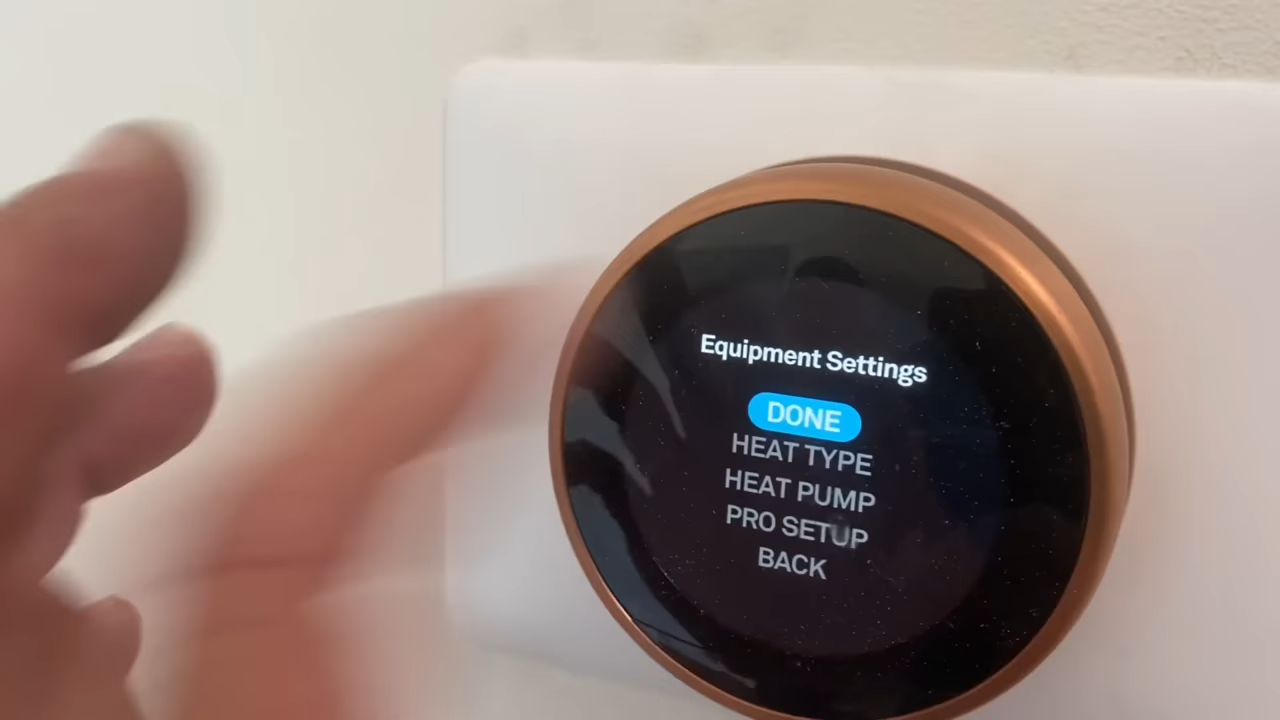 Equipment Settings
DONE
HEAT TYPE
HEAT PUMP
PRO SETUP
BACK